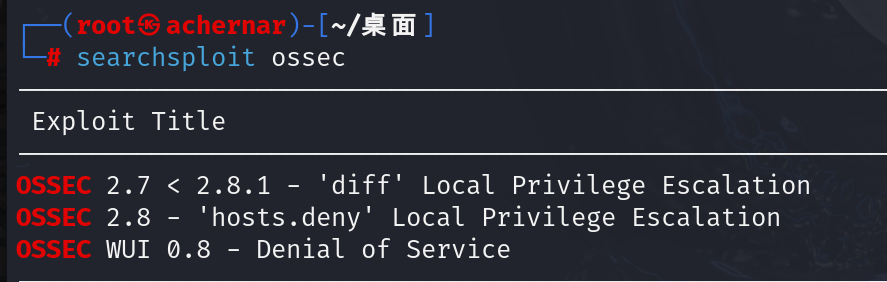 ┌──(root㉿achernar)-[~/桌面]
└─# searchsploit ossec
Exploit Title
OSSEC 2.7 < 2.8.1 - 'diff' Local Privilege Escalation
OSSEC 2.8 - 'hosts.deny' Local Privilege Escalation
OSSEC WUI 0.8 - Denial of Service